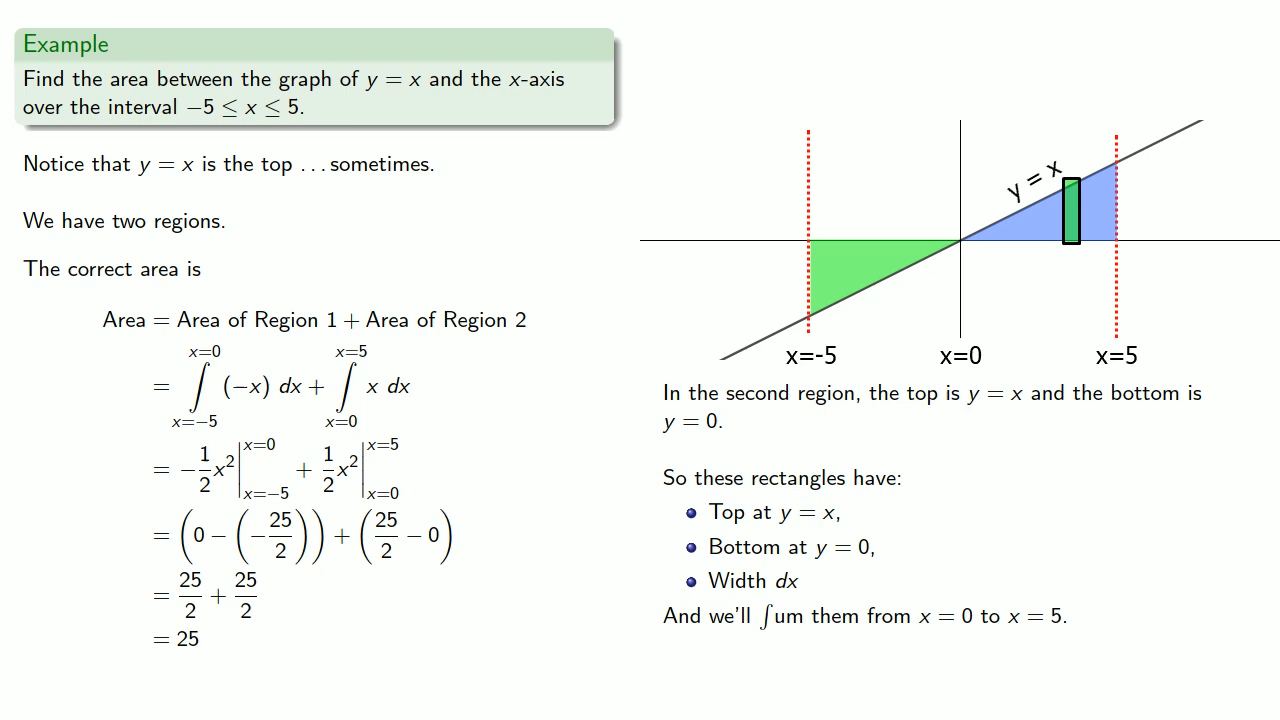 Example
Find the area between the graph of y = x and the x-axis
over the interval −5 ≤ x ≤ 5.
Notice that y = x is the top . . . sometimes.
We have two regions.
The correct area is
Area = Area of Region 1 + Area of Region 2
= ∫_{x=−5}^{x=0} (−x) dx + ∫_{x=0}^{x=5} x dx
= −1/2 x²|_{x=−5}^{x=0} + 1/2 x²|_{x=0}^{x=5}
= (0 − (−25/2)) + (25/2 − 0)
= 25/2 + 25/2
= 25
y = x
x=-5 x=0 x=5
In the second region, the top is y = x and the bottom is
y = 0.
So these rectangles have:
Top at y = x,
Bottom at y = 0,
Width dx
And we'll ∫um them from x = 0 to x = 5.